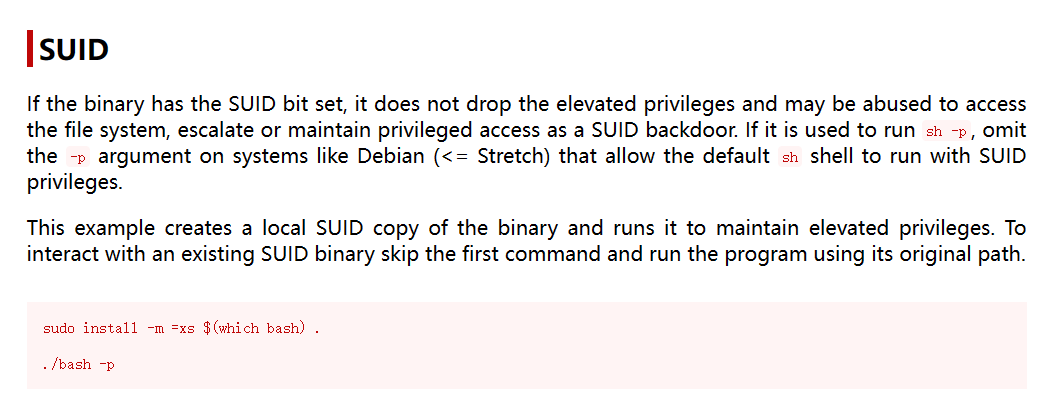 SUID
If the binary has the SUID bit set, it does not drop the elevated privileges and may be abused to access
the file system, escalate or maintain privileged access as a SUID backdoor. If it is used to run sh -p, omit
the -p argument on systems like Debian (<= Stretch) that allow the default sh shell to run with SUID
privileges.
This example creates a local SUID copy of the binary and runs it to maintain elevated privileges. To
interact with an existing SUID binary skip the first command and run the program using its original path.
sudo install -m =xs $(which bash) .
./bash -p